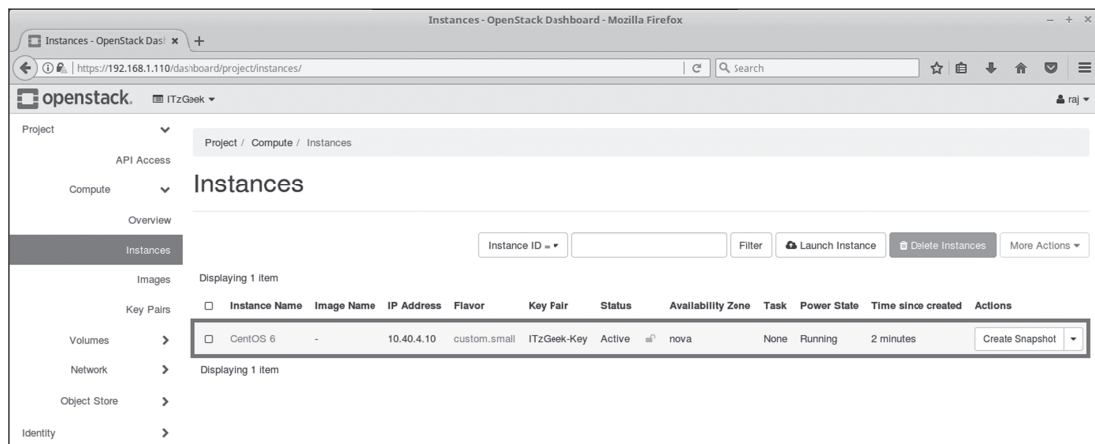 Instances - OpenStack Dashboard - Mozilla Firefox
Instances - OpenStack Dasl
https://192.168.1.110/dashboard/project/instances/
Search
openstack. ITzGeek
raj
Project
API Access
Compute
Overview
Instances
Images
Key Pairs
Volumes
Network
Object Store
Identity
Project / Compute / Instances
Instances
Instance ID = Filter Launch Instance Delete Instances More Actions
Displaying 1 item
Instance Name Image Name IP Address Flavor Key Pair Status Availability Zone Task Power State Time since created Actions
CentOS 6 - 10.40.4.10 custom.small ITzGeek-Key Active nova None Running 2 minutes Create Snapshot
Displaying 1 item